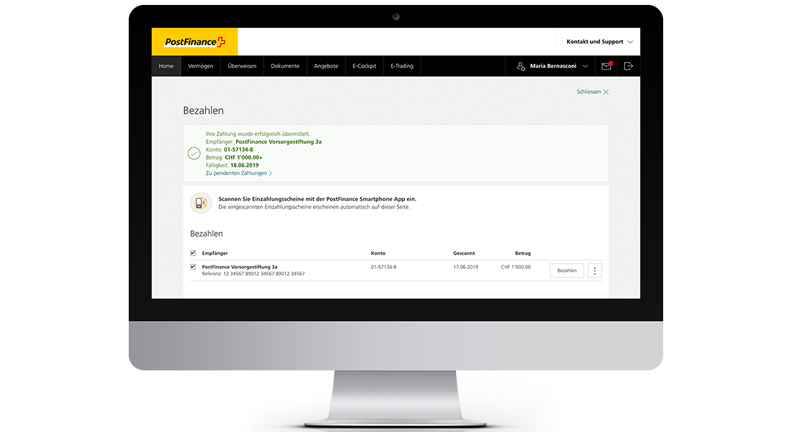 PostFinance
Kontakt und Support
Home Vermögen Überweisen Dokumente Angebote E-Cockpit E-Trading Maria Bernasconi
Schliessen
Bezahlen
Ihre Zahlung wurde erfolgreich übermittelt.
Empfänger: PostFinance Vorsorgestiftung 3a
Konto: 01-57134-8
Betrag: CHF 1'000.00+
Fälligkeit: 18.06.2019
Zu pendenten Zahlungen
Scannen Sie Einzahlungsscheine mit der PostFinance Smartphone App ein.
Die eingescannten Einzahlungsscheine erscheinen automatisch auf dieser Seite.
Bezahlen
Empfänger Konto Gescannt Betrag
PostFinance Vorsorgestiftung 3a 01-57134-8 17.06.2019 CHF 1'000.00 Bezahlen
Referenz: 12 34567 89012 34567 89012 34567